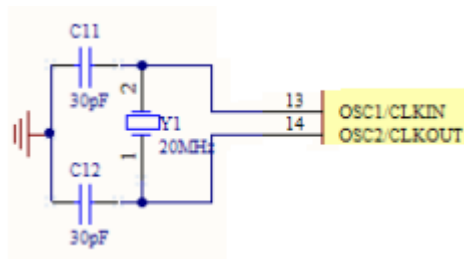 C11
30pF
2
Y1
20MHz
1
C12
30pF
13
OSC1/CLKIN
14
OSC2/CLKOUT